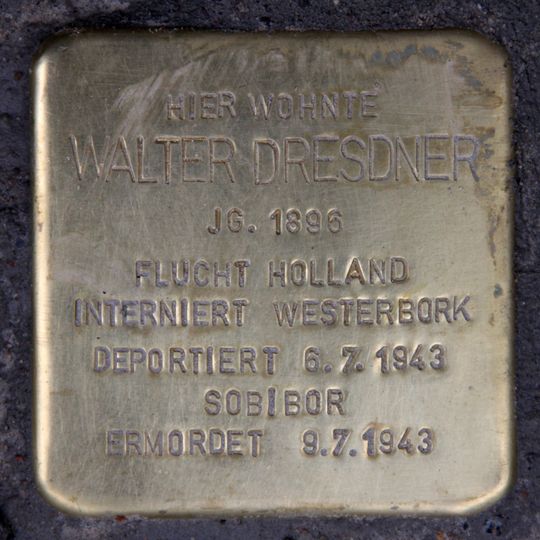 HIER WOHNTE
WALTER DRESDNER
JG. 1896
FLUCHT HOLLAND
INTERNIERT WESTERBORK
DEPORTIERT 6.7.1943
SOBIBOR
ERMORDET 9.7.1943